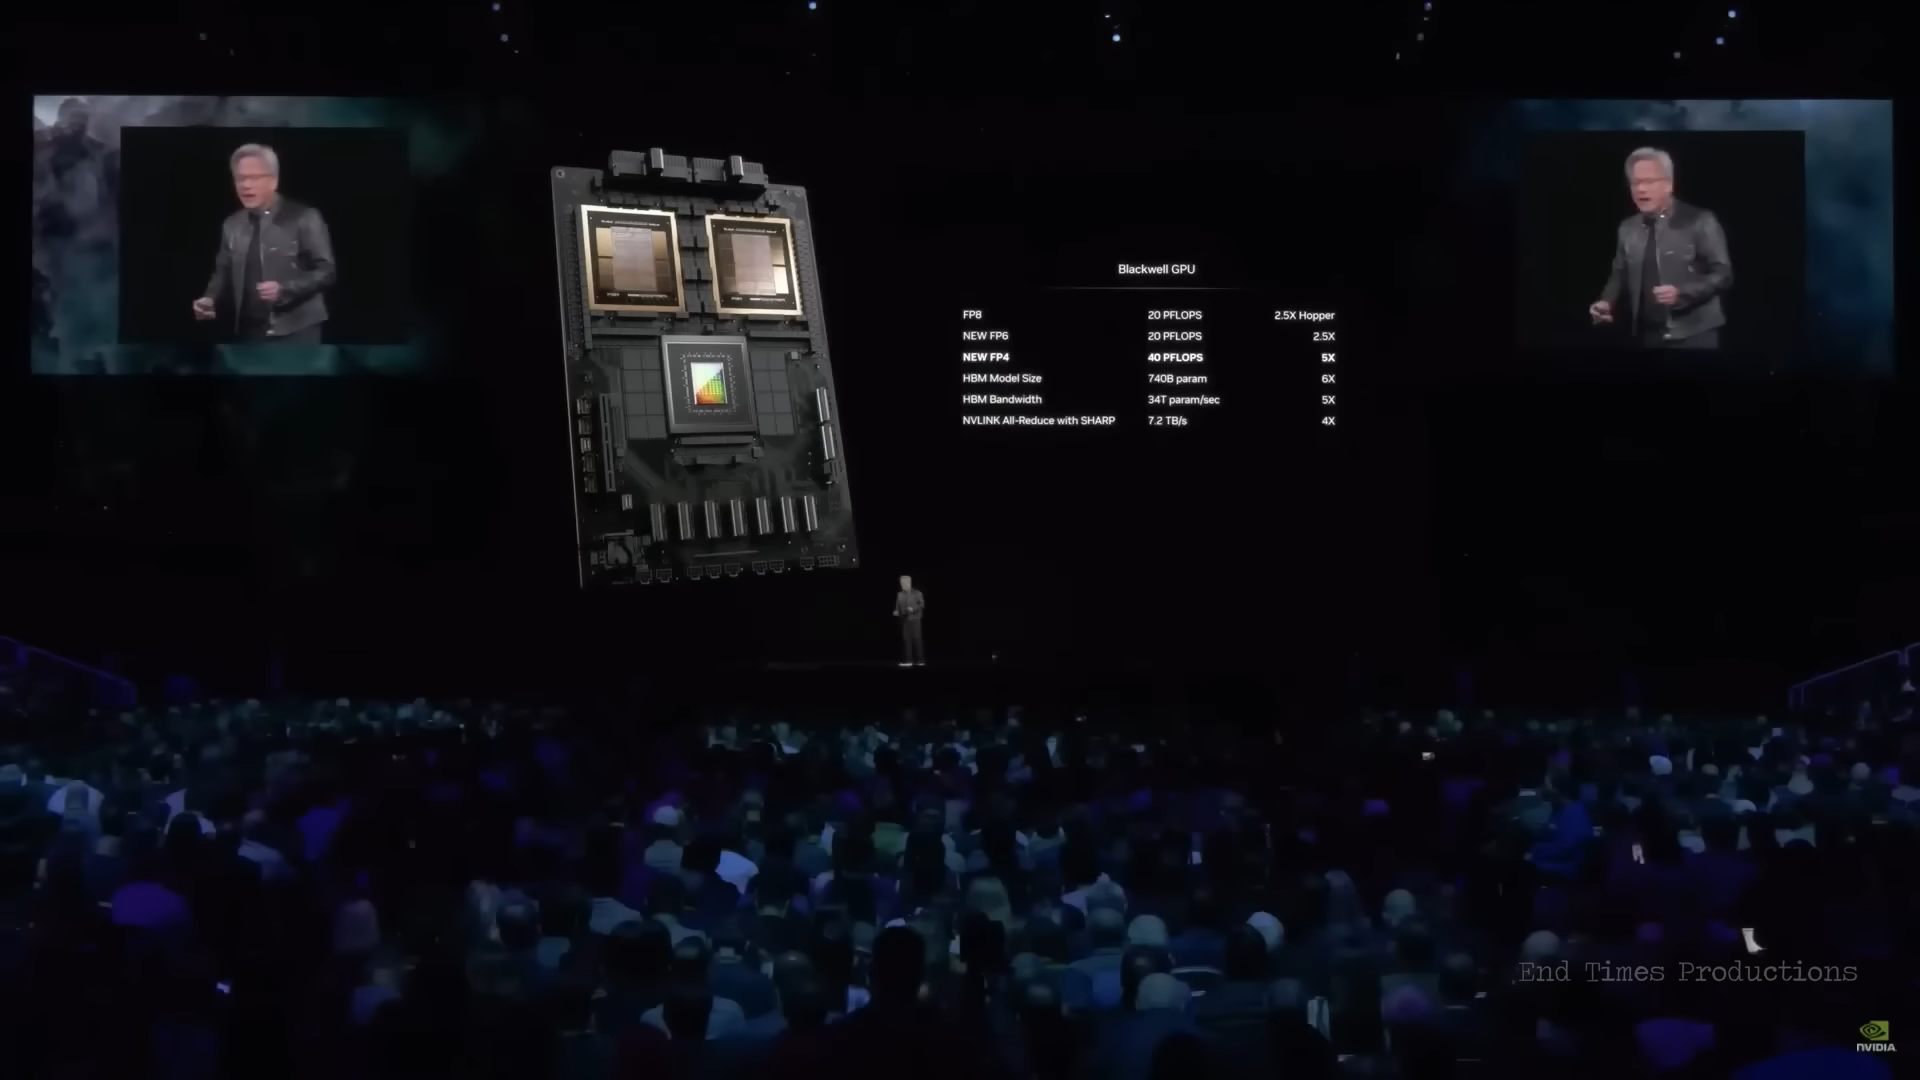 Blackwell GPU
FP8 20 PFLOPS 2.5X Hopper
NEW FP6 20 PFLOPS 2.5X
NEW FP4 40 PFLOPS 5X
HBM Model Size 740B param 6X
HBM Bandwidth 34T param/sec 5X
NVLINK All-Reduce with SHARP 7.2 TB/s 4X
End Times Productions
NVIDIA